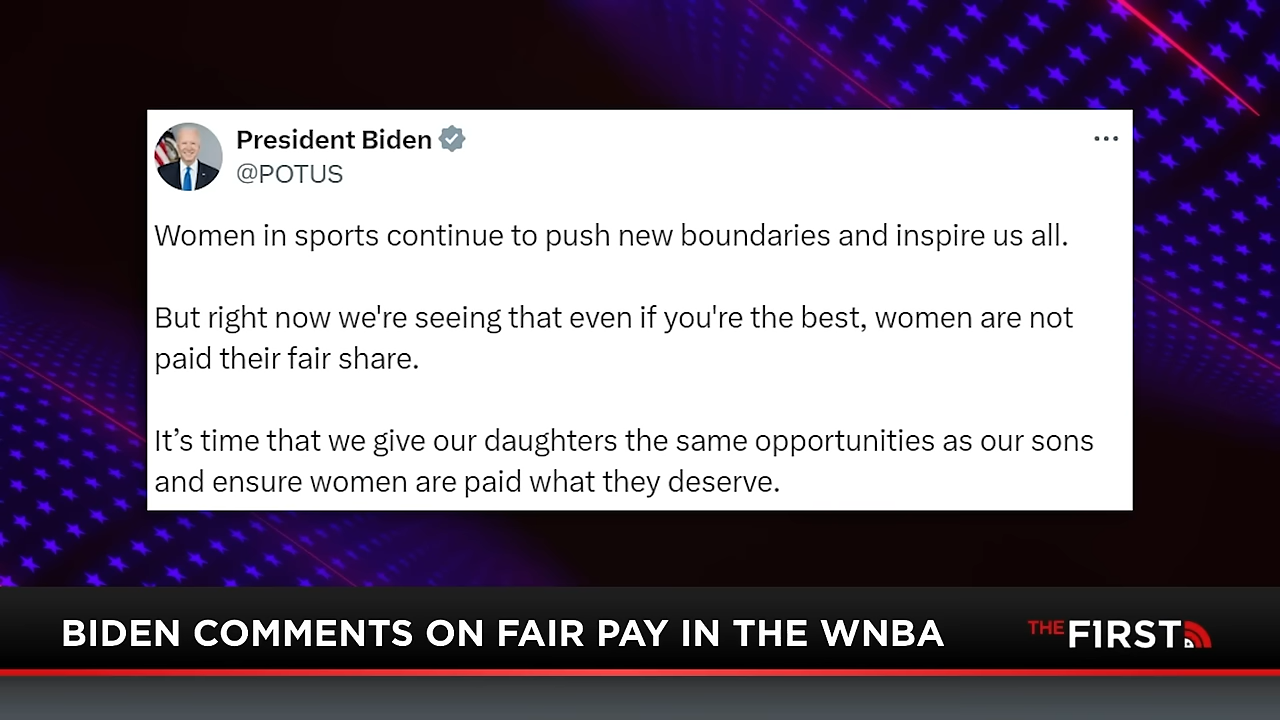 President Biden
@POTUS
Women in sports continue to push new boundaries and inspire us all.
But right now we're seeing that even if you're the best, women are not
paid their fair share.
It’s time that we give our daughters the same opportunities as our sons
and ensure women are paid what they deserve.
BIDEN COMMENTS ON FAIR PAY IN THE WNBA
THE F1RST